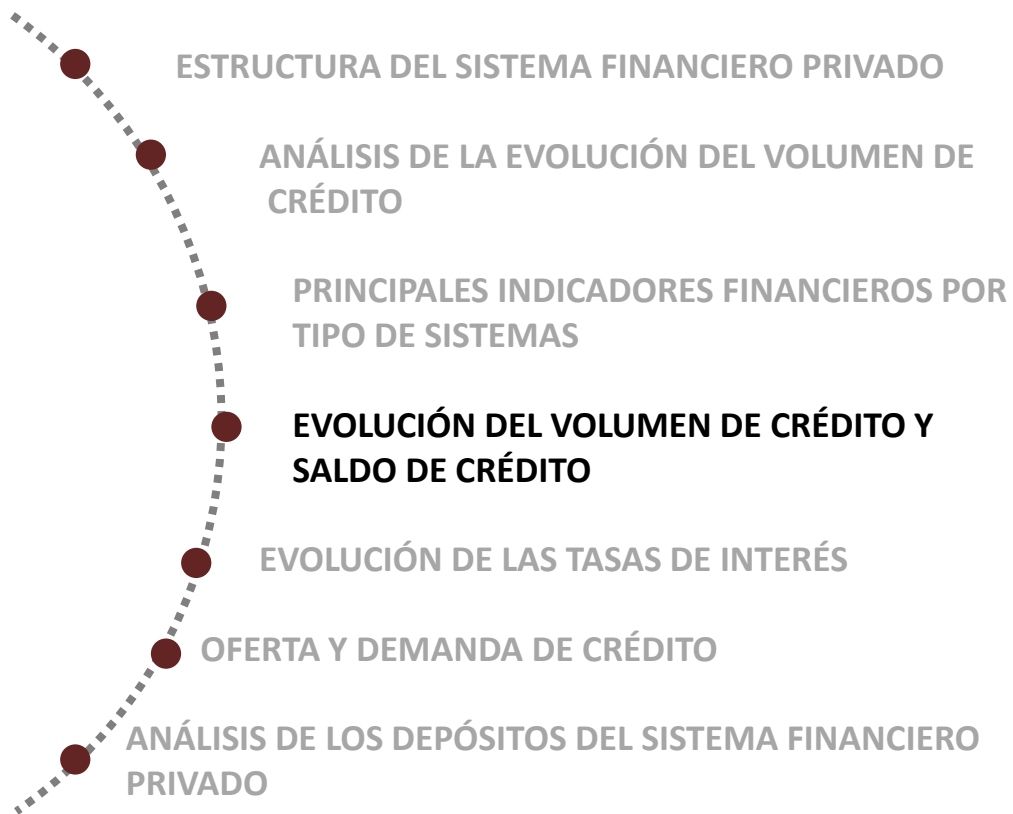 ESTRUCTURA DEL SISTEMA FINANCIERO PRIVADO
ANÁLISIS DE LA EVOLUCIÓN DEL VOLUMEN DE
CRÉDITO
PRINCIPALES INDICADORES FINANCIEROS POR
TIPO DE SISTEMAS
EVOLUCIÓN DEL VOLUMEN DE CRÉDITO Y
SALDO DE CRÉDITO
EVOLUCIÓN DE LAS TASAS DE INTERÉS
OFERTA Y DEMANDA DE CRÉDITO
ANÁLISIS DE LOS DEPÓSITOS DEL SISTEMA FINANCIERO
PRIVADO